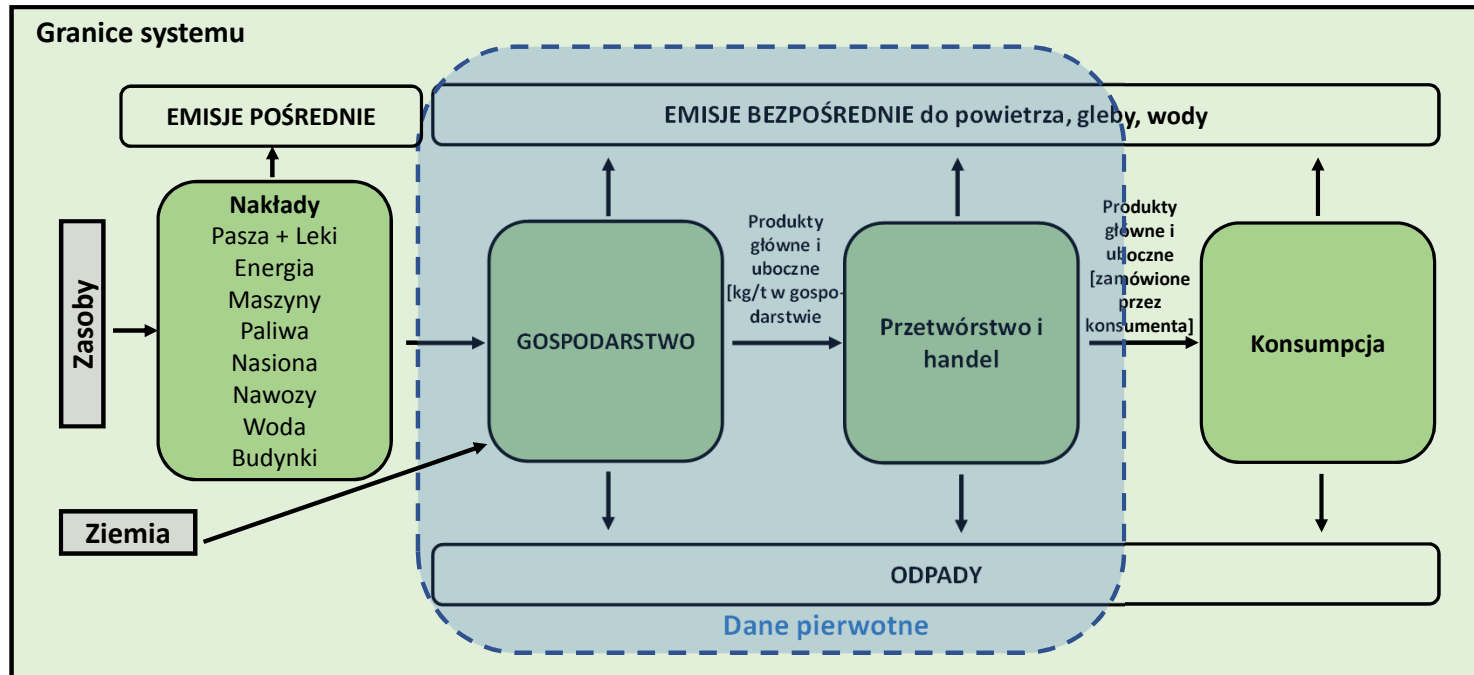 Granice systemu
EMISJE POŚREDNIE
EMISJE BEZPOŚREDNIE do powietrza, gleby, wody
Zasoby
Nakłady
Pasza + Leki
Energia
Maszyny
Paliwa
Nasiona
Nawozy
Woda
Budynki
Ziemia
GOSPODARSTWO
Produkty
główne i
uboczne
[kg/t w gospo-
darstwie
Przetwórstwo i
handel
Produkty
główne i
uboczne
[zamówione
przez
konsumenta]
Konsumpcja
ODPADY
Dane pierwotne